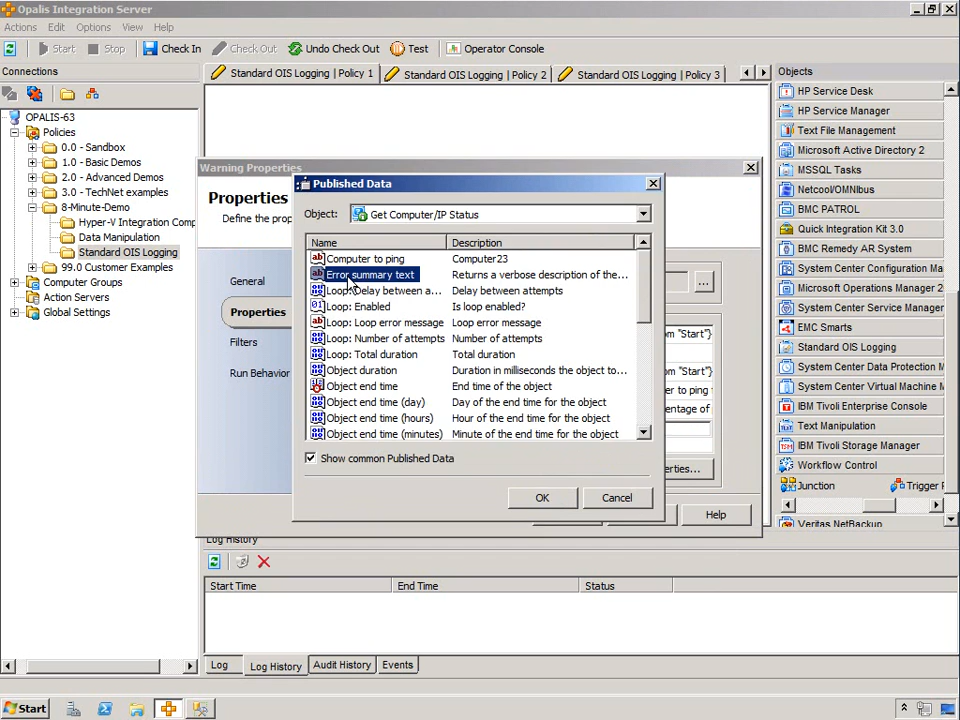 Opalis Integration Server
Actions Edit Options View Help
Start Stop Check In Check Out Undo Check Out Test Operator Console
Connections
Standard OIS Logging | Policy 1
Standard OIS Logging | Policy 2
Standard OIS Logging | Policy 3
Objects
OPALIS-63
Policies
0.0 - Sandbox
1.0 - Basic Demos
2.0 - Advanced Demos
3.0 - TechNet examples
8-Minute-Demo
Hyper-V Integration Comp
Data Manipulation
Standard OIS Logging
99.0 Customer Examples
Computer Groups
Action Servers
Global Settings
Warning Properties
Properties
Define the prop
General
Properties
Filters
Run Behavior
...
om "Start"}
om "Start"}
er to ping f
entage of p
erties...
Help
Published Data
Object: Get Computer/IP Status
Name Description
Computer to ping Computer23
Error summary text Returns a verbose description of the...
Loop: Delay between a... Delay between attempts
Loop: Enabled Is loop enabled?
Loop: Loop error message Loop error message
Loop: Number of attempts Number of attempts
Loop: Total duration Total duration
Object duration Duration in milliseconds the object to...
Object end time End time of the object
Object end time (day) Day of the end time for the object
Object end time (hours) Hour of the end time for the object
Object end time (minutes) Minute of the end time for the object
Show common Published Data
OK Cancel
HP Service Desk
HP Service Manager
Text File Management
Microsoft Active Directory 2
MSSQL Tasks
Netcool/OMNIbus
BMC PATROL
Quick Integration Kit 3.0
BMC Remedy AR System
System Center Configuration Ma
Microsoft Operations Manager 2
System Center Service Manager
EMC Smarts
Standard OIS Logging
System Center Data Protection M
System Center Virtual Machine M
IBM Tivoli Enterprise Console
Text Manipulation
IBM Tivoli Storage Manager
Workflow Control
Junction Trigger P
Veritas NetBackup
Log History
Start Time End Time Status
Log Log History Audit History Events
Start